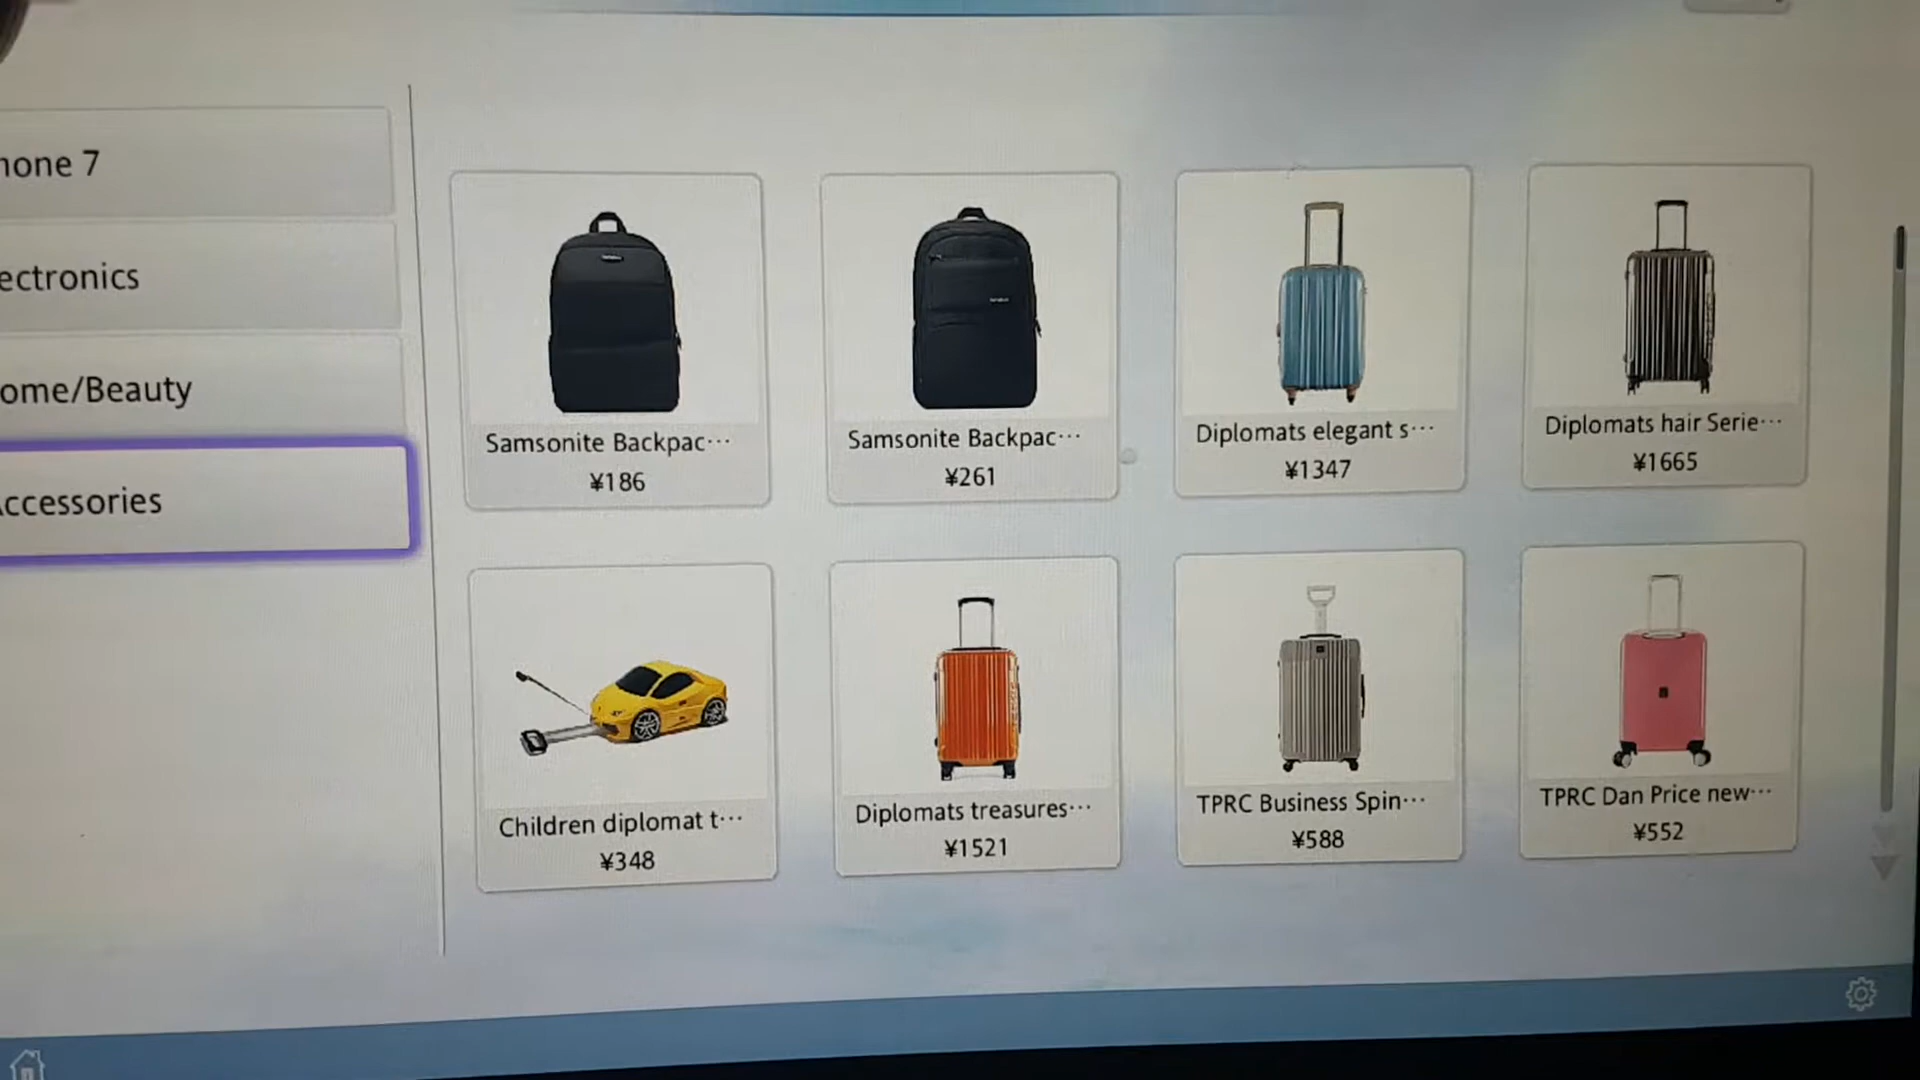 hone 7
ectronics
ome/Beauty
Accessories
Samsonite Backpac···
¥186
Samsonite Backpac···
¥261
Diplomats elegant s···
¥1347
Diplomats hair Serie···
¥1665
Children diplomat t···
¥348
Diplomats treasures···
¥1521
TPRC Business Spin···
¥588
TPRC Dan Price new···
¥552